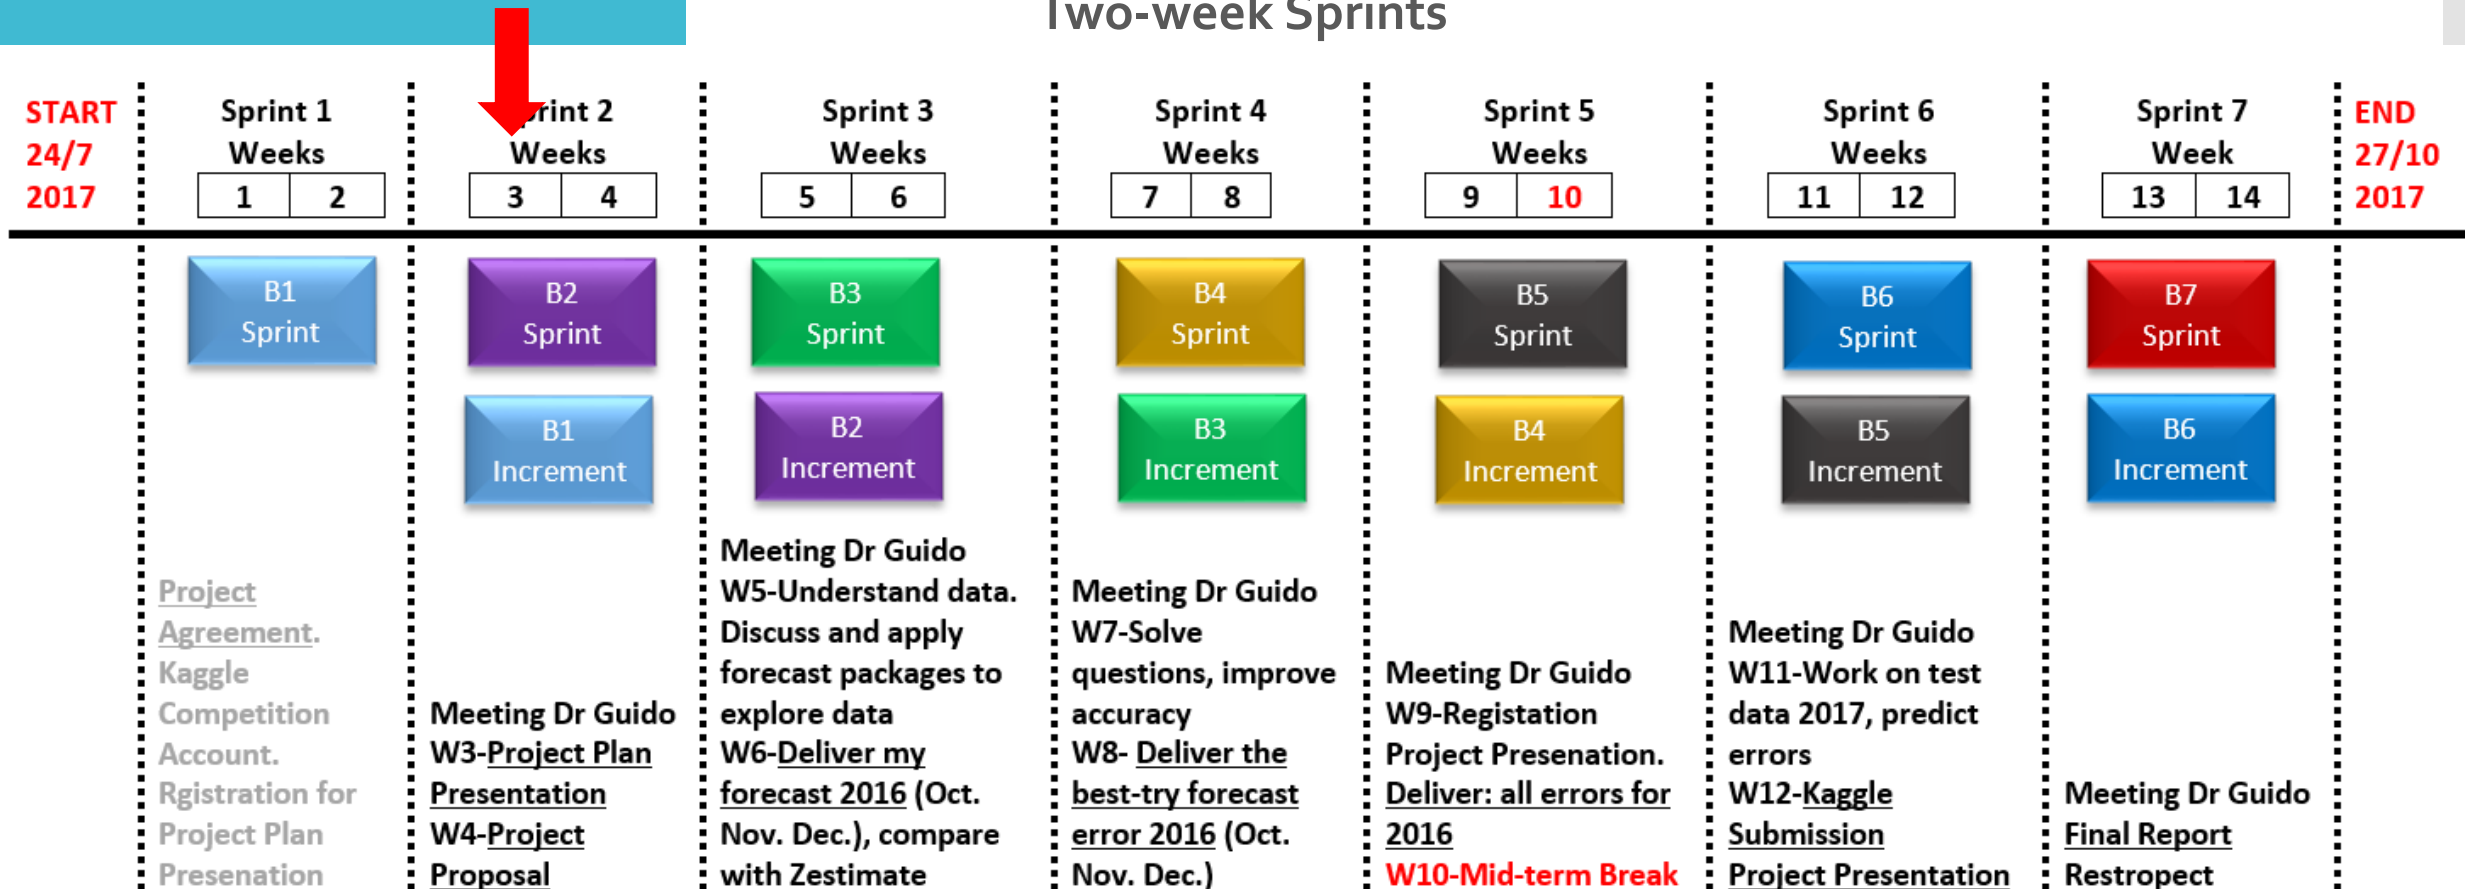 Two-week Sprints
START
24/7
2017
Sprint 1
Weeks
1 2
B1
Sprint
Project
Agreement.
Kaggle
Competition
Account.
Rgistration for
Project Plan
Presenation
Sprint 2
Weeks
3 4
B2
Sprint
B1
Increment
Meeting Dr Guido
W3-Project Plan
Presentation
W4-Project
Proposal
Sprint 3
Weeks
5 6
B3
Sprint
B2
Increment
Meeting Dr Guido
W5-Understand data.
Discuss and apply
forecast packages to
explore data
W6-Deliver my
forecast 2016 (Oct.
Nov. Dec.), compare
with Zestimate
Sprint 4
Weeks
7 8
B4
Sprint
B3
Increment
Meeting Dr Guido
W7-Solve
questions, improve
accuracy
W8- Deliver the
best-try forecast
error 2016 (Oct.
Nov. Dec.)
Sprint 5
Weeks
9 10
B5
Sprint
B4
Increment
Meeting Dr Guido
W9-Registation
Project Presenation.
Deliver: all errors for
2016
W10-Mid-term Break
Sprint 6
Weeks
11 12
B6
Sprint
B5
Increment
Meeting Dr Guido
W11-Work on test
data 2017, predict
errors
W12-Kaggle
Submission
Project Presentation
Sprint 7
Week
13 14
B7
Sprint
B6
Increment
Meeting Dr Guido
Final Report
Restropect
END
27/10
2017